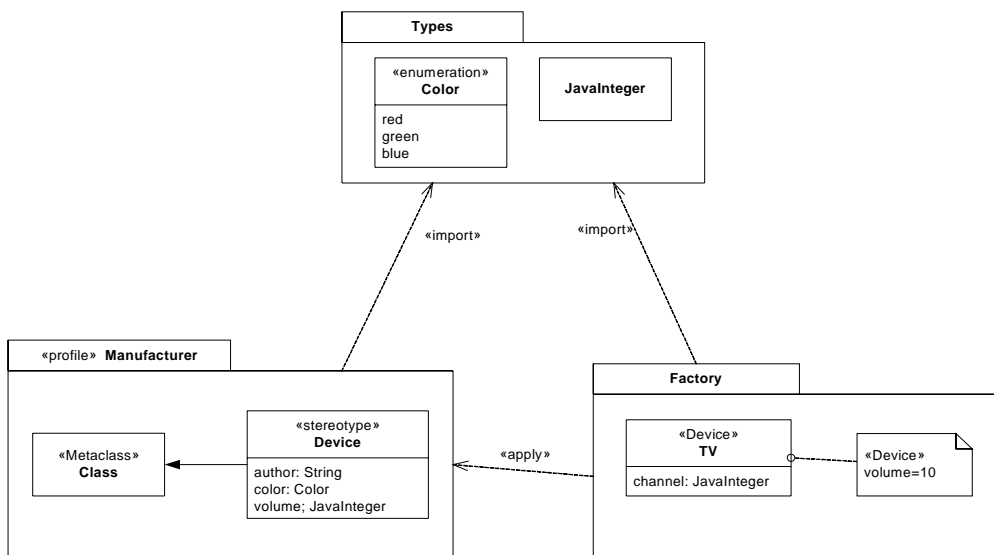 Types
«enumeration»
Color
red
green
blue
JavaInteger
«import»
«import»
«profile» Manufacturer
«Metaclass»
Class
«stereotype»
Device
author: String
color: Color
volume; JavaInteger
«apply»
Factory
«Device»
TV
channel: JavaInteger
«Device»
volume=10